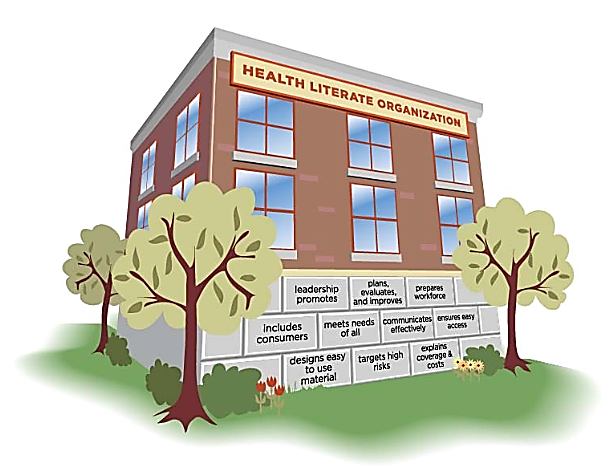 HEALTH LITERATE ORGANIZATION
leadership
promotes
plans,
evaluates,
and improves
prepares
workforce
includes
consumers
meets needs
of all
communicates
effectively
ensures easy
access
designs easy
to use
material
targets high
risks
explains
coverage &
costs